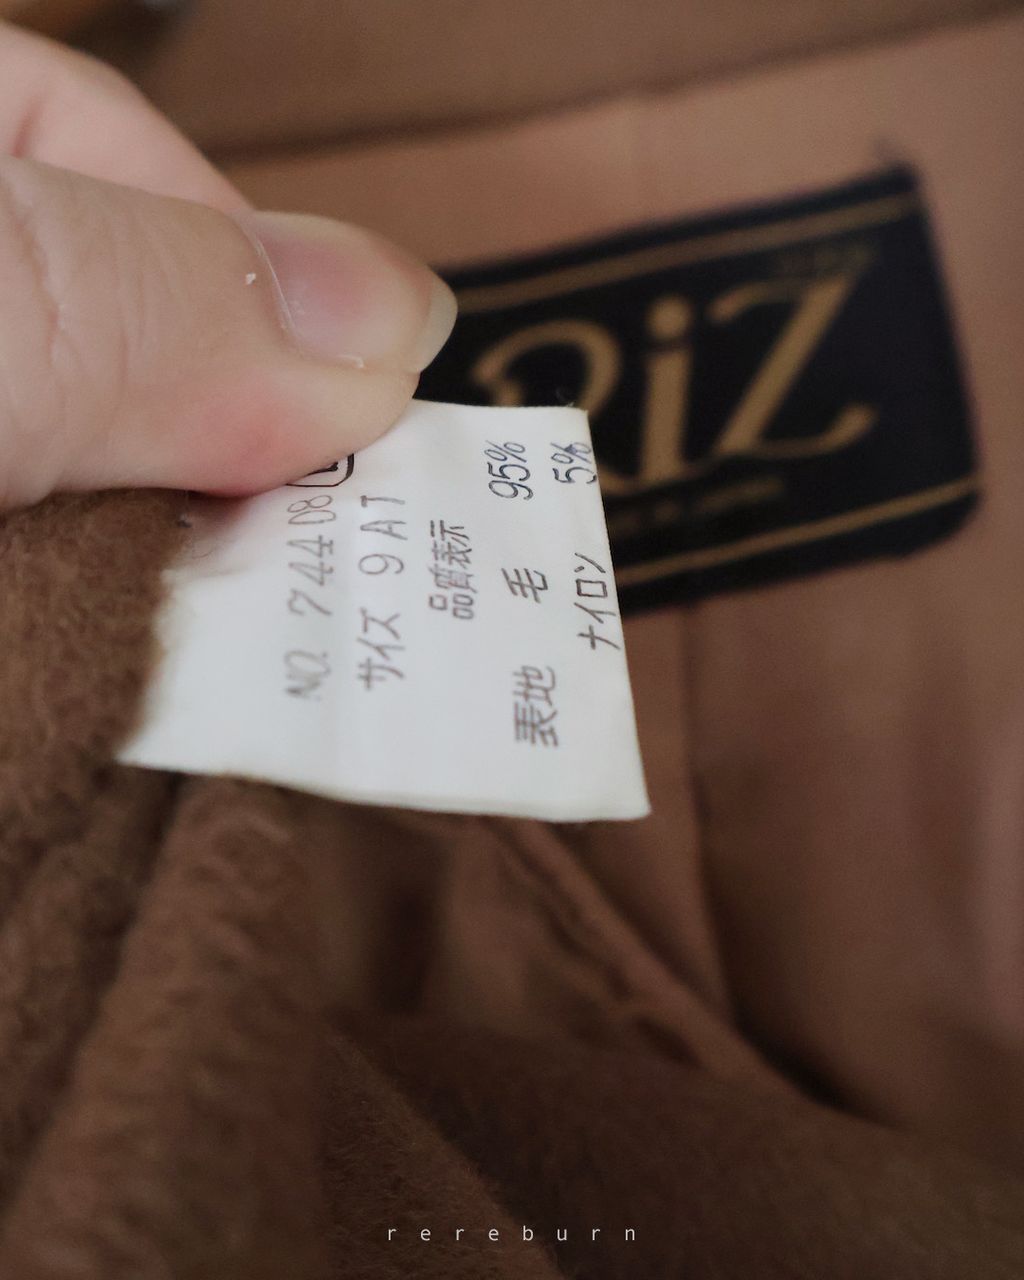 RiZ
NO. 744 08
サイズ 9AT
品質表示
表地 毛 95%
ナイロン 5%
rereburn